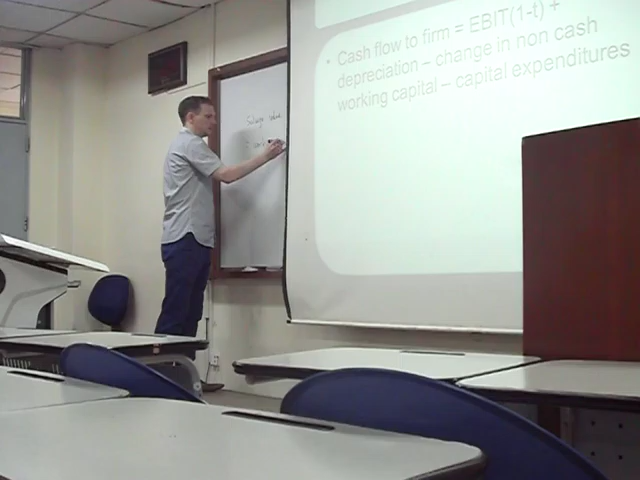 • Cash flow to firm = EBIT(1-t) +
depreciation – change in non cash
working capital – capital expenditures
Salvage Value